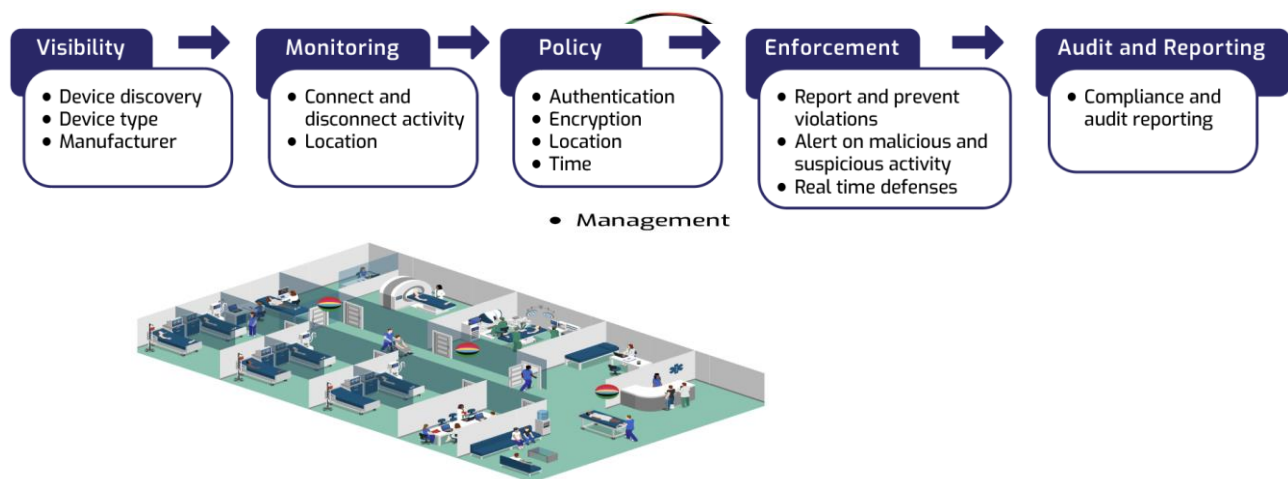 Visibility
Monitoring
Policy
Enforcement
Audit and Reporting
• Device discovery
• Device type
• Manufacturer
• Connect and
disconnect activity
• Location
• Authentication
• Encryption
• Location
• Time
• Report and prevent
violations
• Alert on malicious and
suspicious activity
• Real time defenses
• Compliance and
audit reporting
• Management